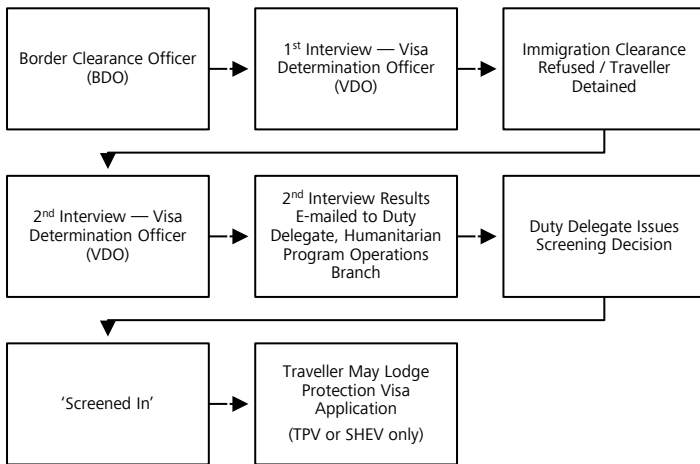 Border Clearance Officer
(BDO)
1st Interview — Visa
Determination Officer
(VDO)
Immigration Clearance
Refused / Traveller
Detained
2nd Interview — Visa
Determination Officer
(VDO)
2nd Interview Results
E-mailed to Duty
Delegate, Humanitarian
Program Operations
Branch
Duty Delegate Issues
Screening Decision
‘Screened In’
Traveller May Lodge
Protection Visa
Application
(TPV or SHEV only)